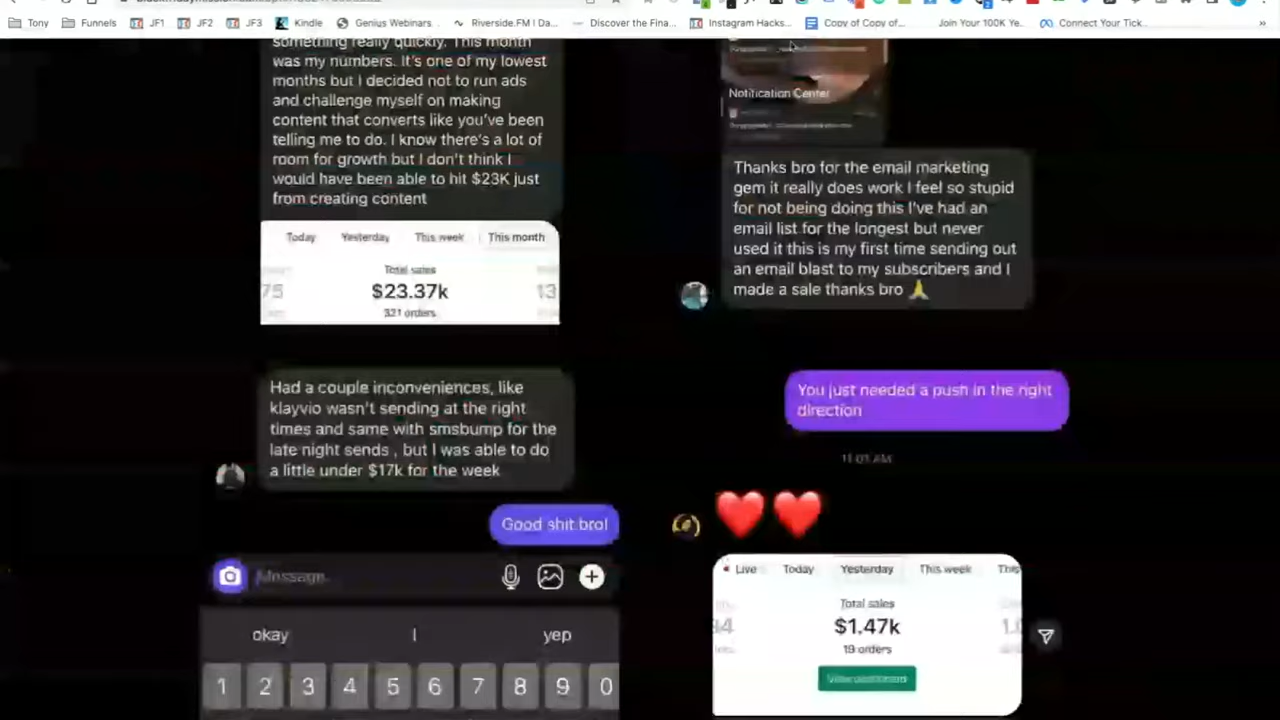 Tony
Funnels
JF1
JF2
JF3
Kindle
Genius Webinars
Riverside.FM | Da...
Discover the Fina...
Instagram Hacks...
Copy of Copy of...
Join Your 100K Ye...
Connect Your Tick...
something really quickly. This month
was my numbers. It's one of my lowest
months but I decided not to run ads
and challenge myself on making
content that converts like you've been
telling me to do. I know there's a lot of
room for growth but I don't think I
would have been able to hit $23K just
from creating content
Today Yesterday This week This month
Total sales
75 $23.37k 13
321 orders
Had a couple inconveniences, like
klayvio wasn't sending at the right
times and same with smsbump for the
late night sends , but I was able to do
a little under $17k for the week
Good shit bro!
Message
okay I yep
1 2 3 4 5 6 7 8 9 0
Notification Center
Thanks bro for the email marketing
gem it really does work I feel so stupid
for not being doing this I've had an
email list for the longest but never
used it this is my first time sending out
an email blast to my subscribers and I
made a sale thanks bro 🙏
You just needed a push in the right
direction
11:01 AM
❤️❤️
Live Today Yesterday This week This
Total sales
$1.47k
19 orders
View dashboard